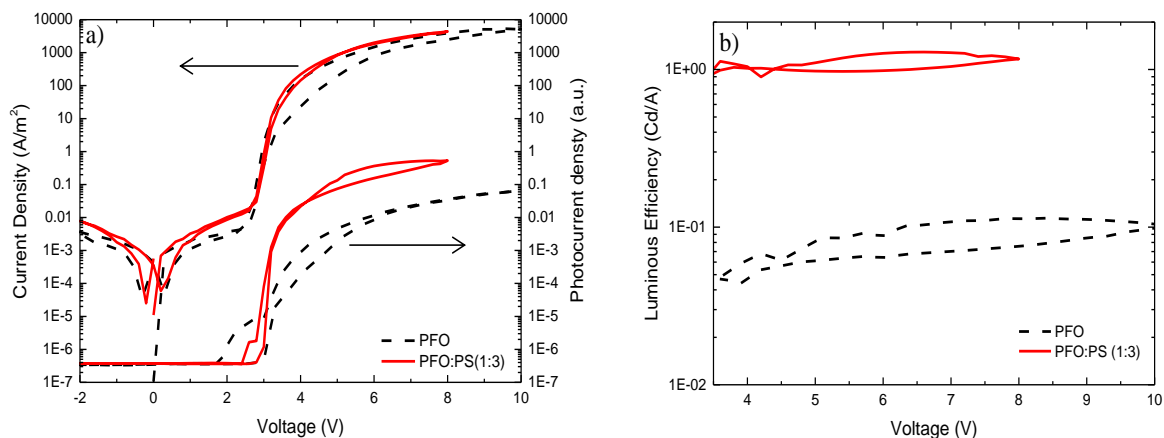 a)
10000
1000
100
10
1
0.1
0.01
1E-3
1E-4
1E-5
1E-6
1E-7
Current Density (A/m²)
-2
0
2
4
6
8
10
Voltage (V)
10000
1000
100
10
1
0.1
0.01
1E-3
1E-4
1E-5
1E-6
1E-7
Photocurrent densty (a.u.)
PFO
PFO:PS(1:3)
b)
1E+00
1E-01
1E-02
Luminous Efficiency (Cd/A)
4
5
6
7
8
9
10
Voltage (V)
PFO
PFO:PS (1:3)